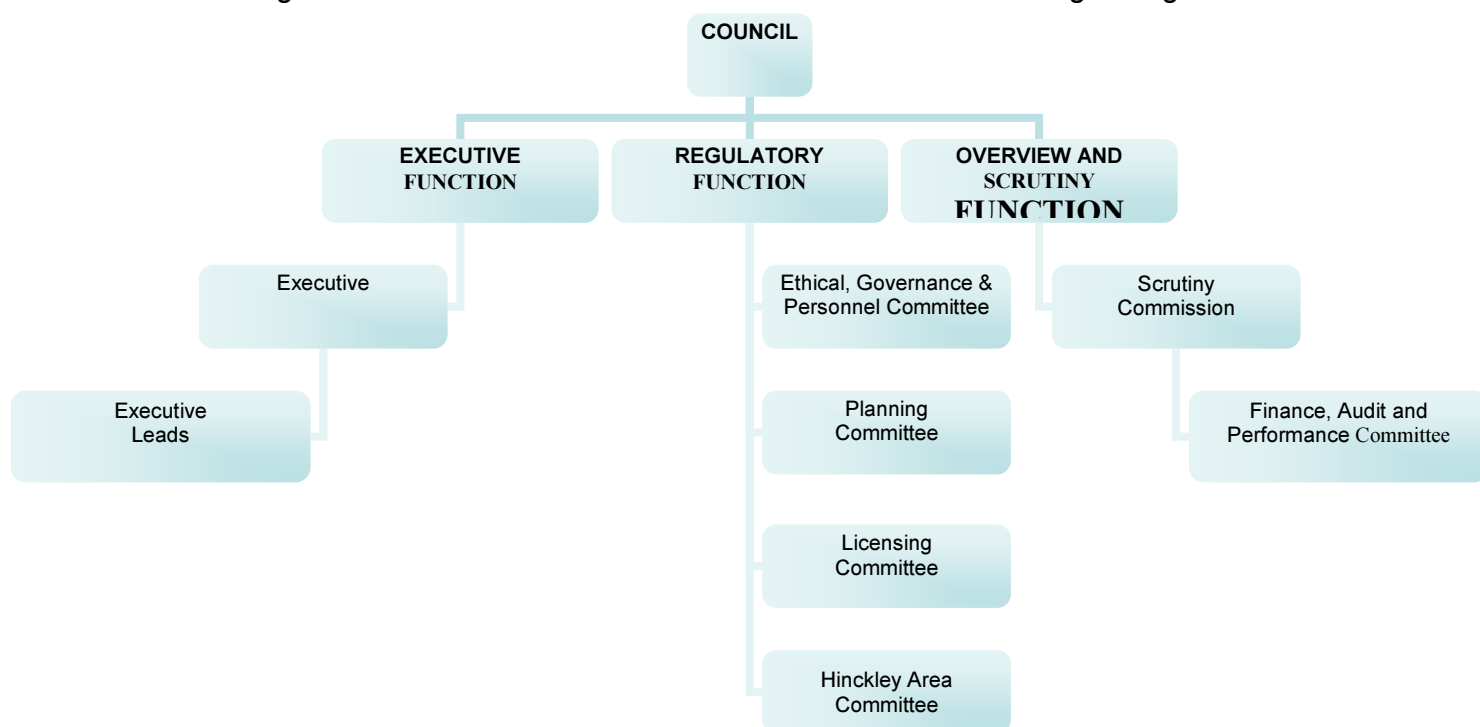 COUNCIL
EXECUTIVE
FUNCTION
REGULATORY
FUNCTION
OVERVIEW AND
SCRUTINY
FUNCTION
Executive
Ethical, Governance &
Personnel Committee
Scrutiny
Commission
Executive
Leads
Planning
Committee
Finance, Audit and
Performance Committee
Licensing
Committee
Hinckley Area
Committee